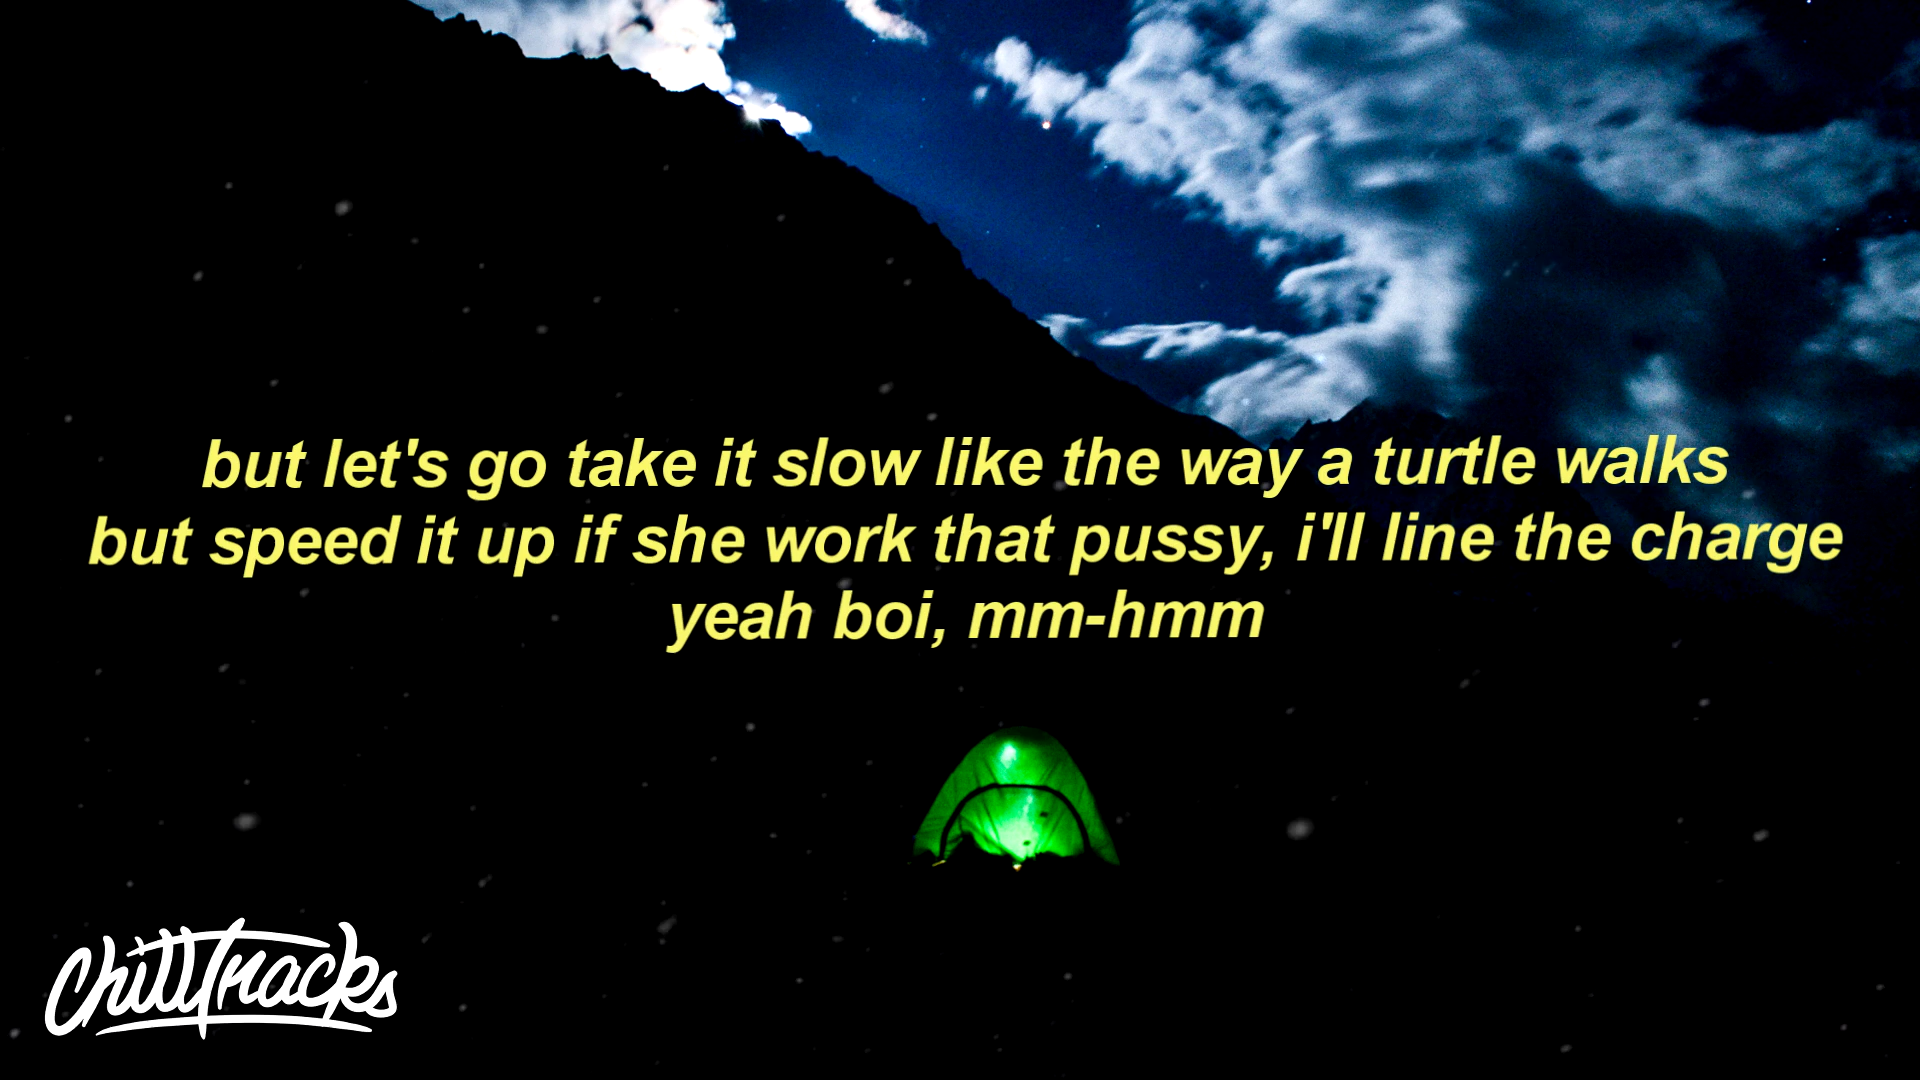 but let's go take it slow like the way a turtle walks
but speed it up if she work that pussy, i'll line the charge
yeah boi, mm-hmm
ChillTracks